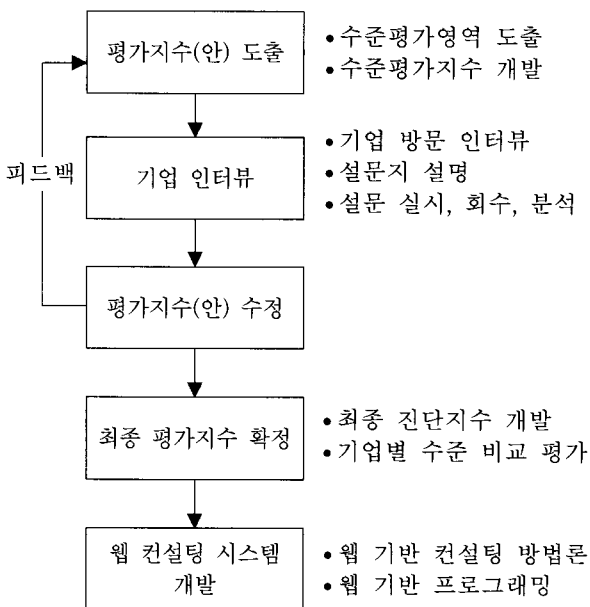 평가지수(안) 도출
•수준평가영역 도출
•수준평가지수 개발
피드백
기업 인터뷰
•기업 방문 인터뷰
•설문지 설명
•설문 실시, 회수, 분석
평가지수(안) 수정
최종 평가지수 확정
•최종 진단지수 개발
•기업별 수준 비교 평가
웹 컨설팅 시스템
개발
•웹 기반 컨설팅 방법론
•웹 기반 프로그래밍